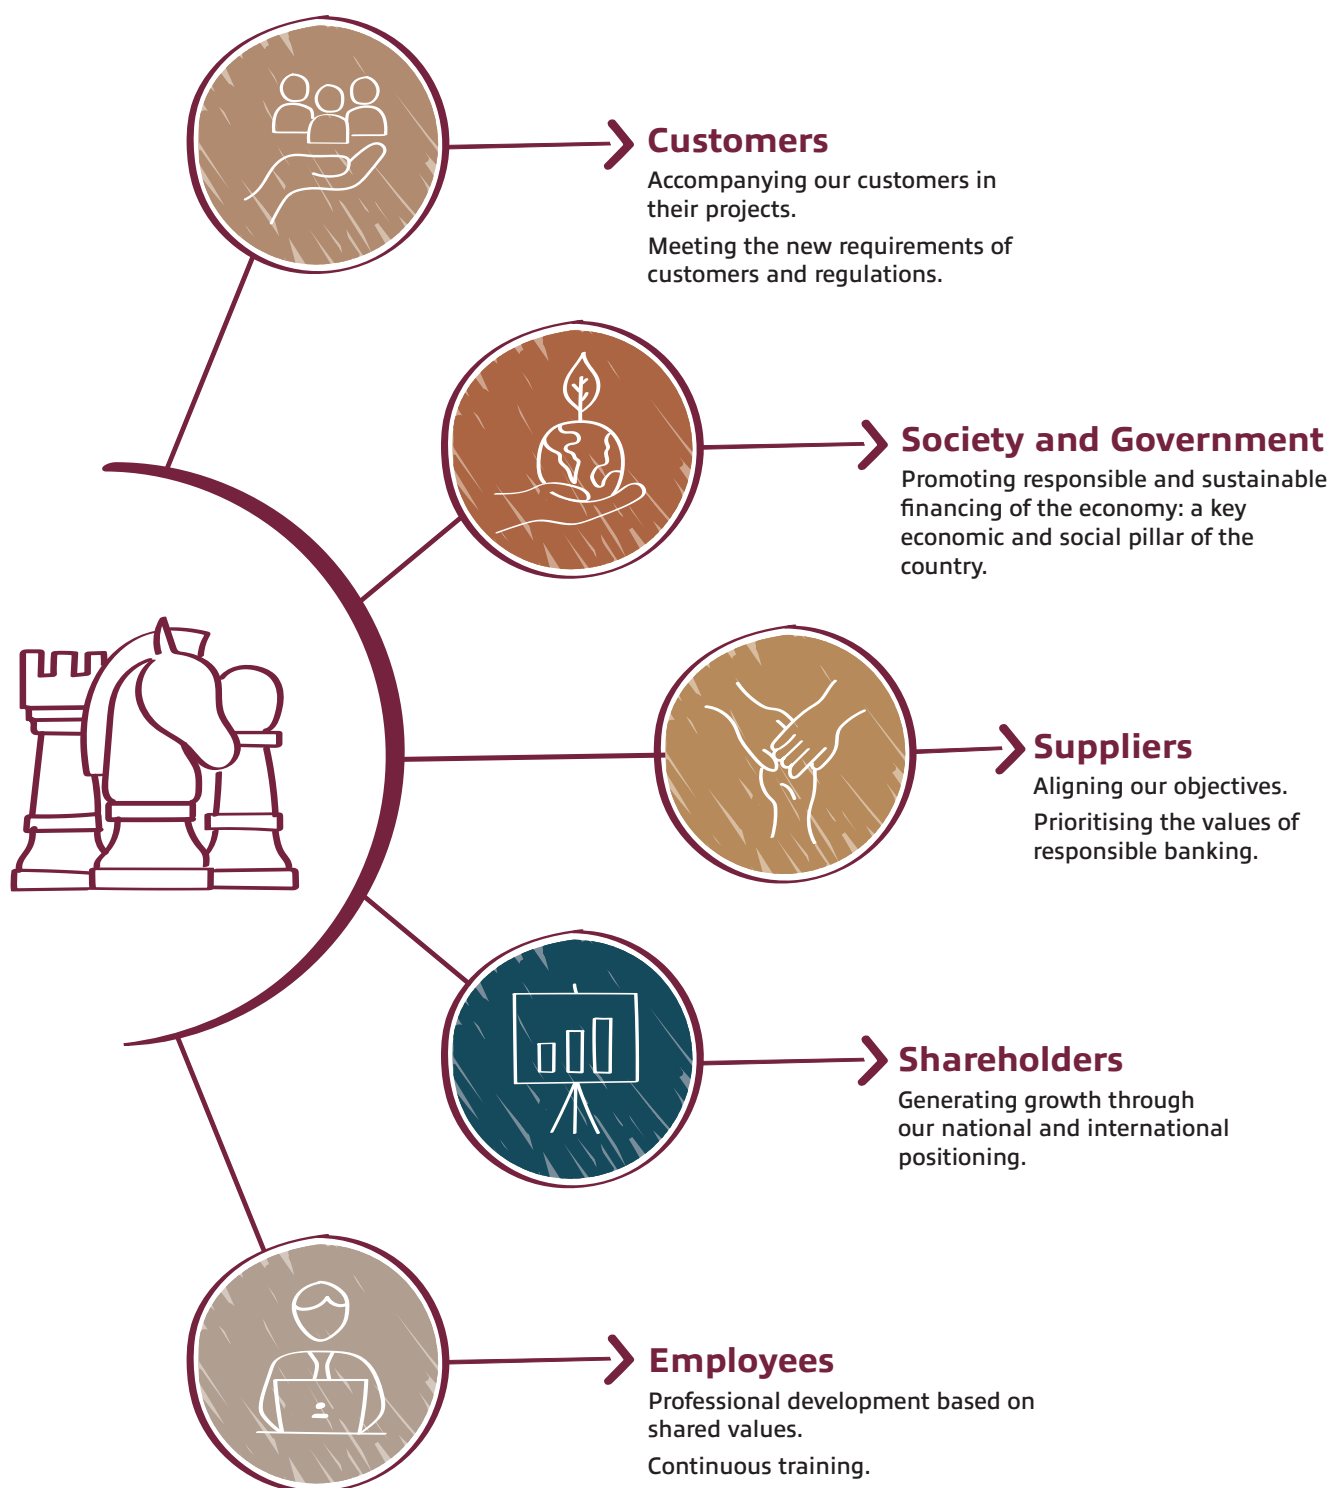 Customers
Accompanying our customers in
their projects.
Meeting the new requirements of
customers and regulations.
Society and Government
Promoting responsible and sustainable
financing of the economy: a key
economic and social pillar of the
country.
Suppliers
Aligning our objectives.
Prioritising the values of
responsible banking.
Shareholders
Generating growth through
our national and international
positioning.
Employees
Professional development based on
shared values.
Continuous training.